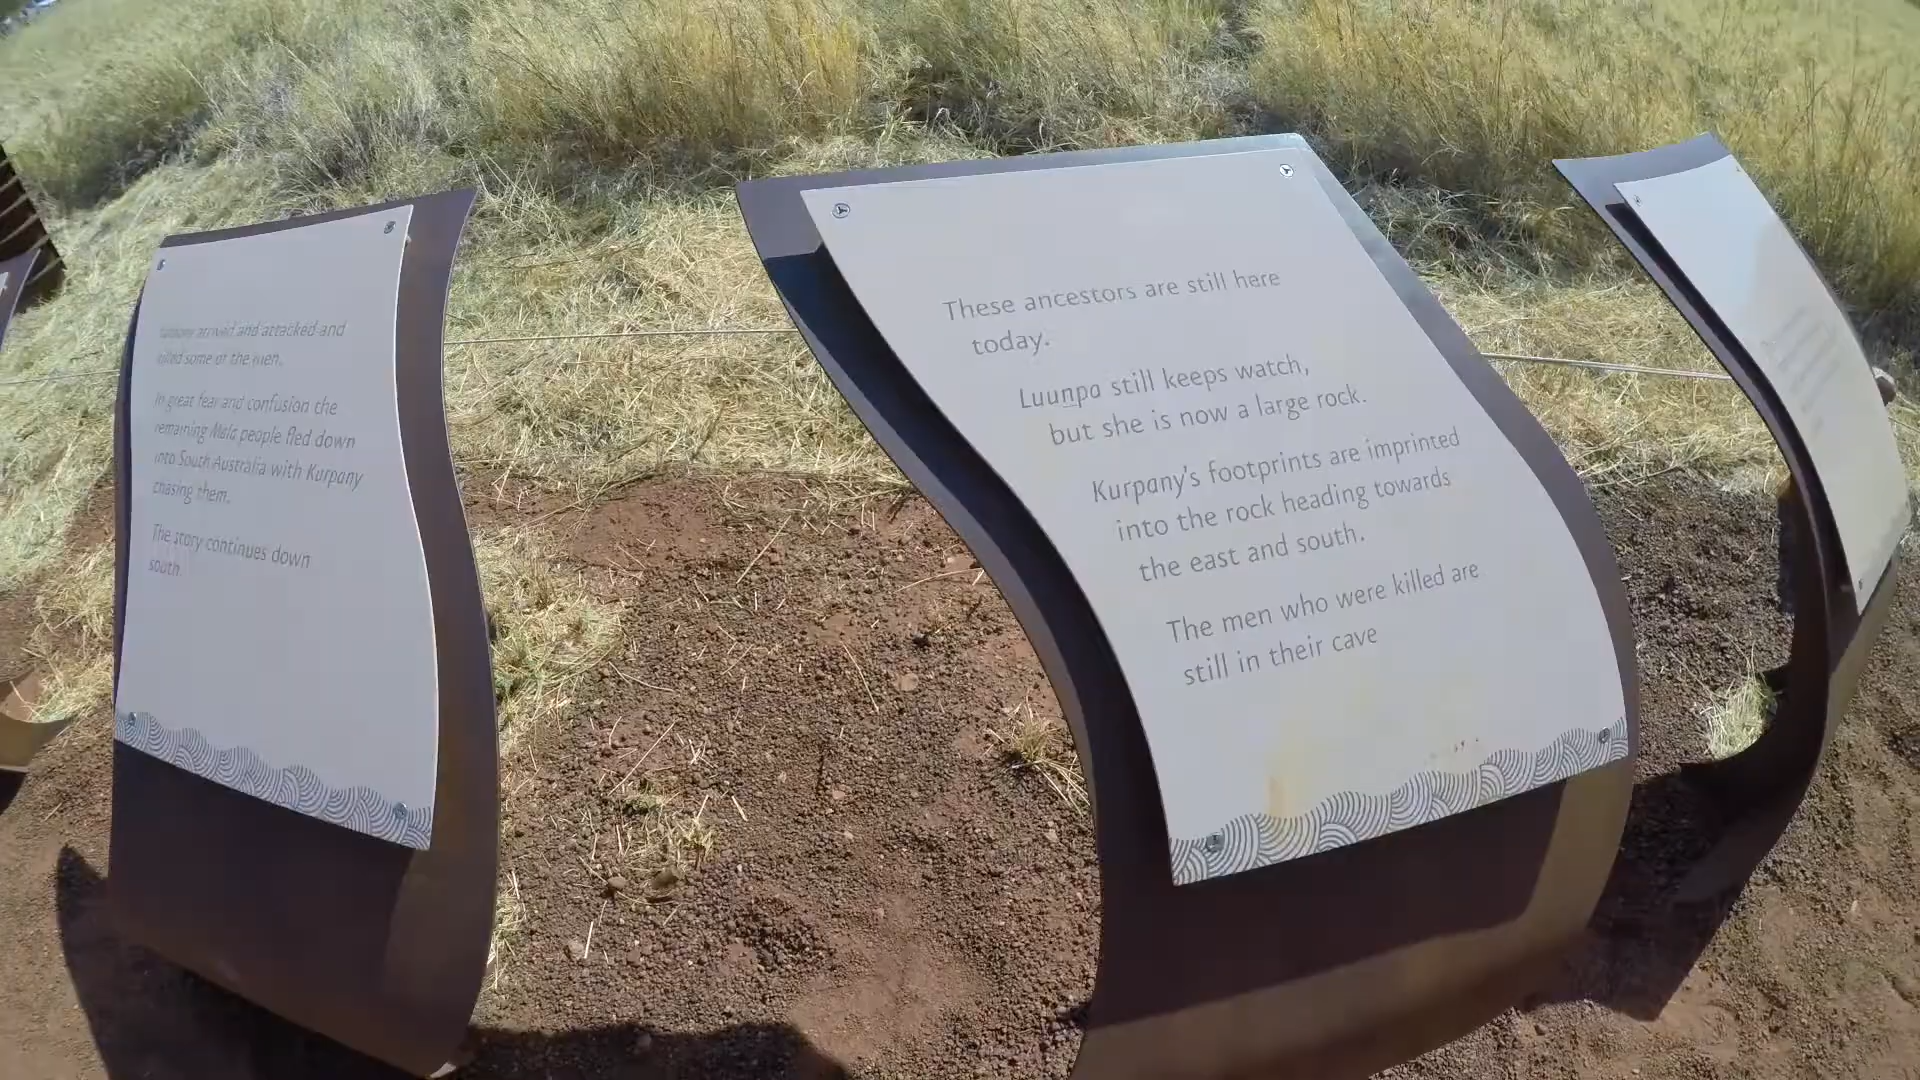 arrived and attacked and
killed some of the men.
In great fear and confusion the
remaining Mala people fled down
into South Australia with Kurpany
chasing them.
The story continues down
south.
These ancestors are still here
today.
Luunpa still keeps watch,
but she is now a large rock.
Kurpany's footprints are imprinted
into the rock heading towards
the east and south.
The men who were killed are
still in their cave